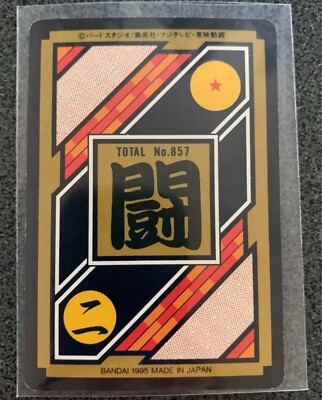 ©バードスタジオ/集英社・フジテレビ・東映動画
TOTAL No.857
闘
二
BANDAI 1995 MADE IN JAPAN